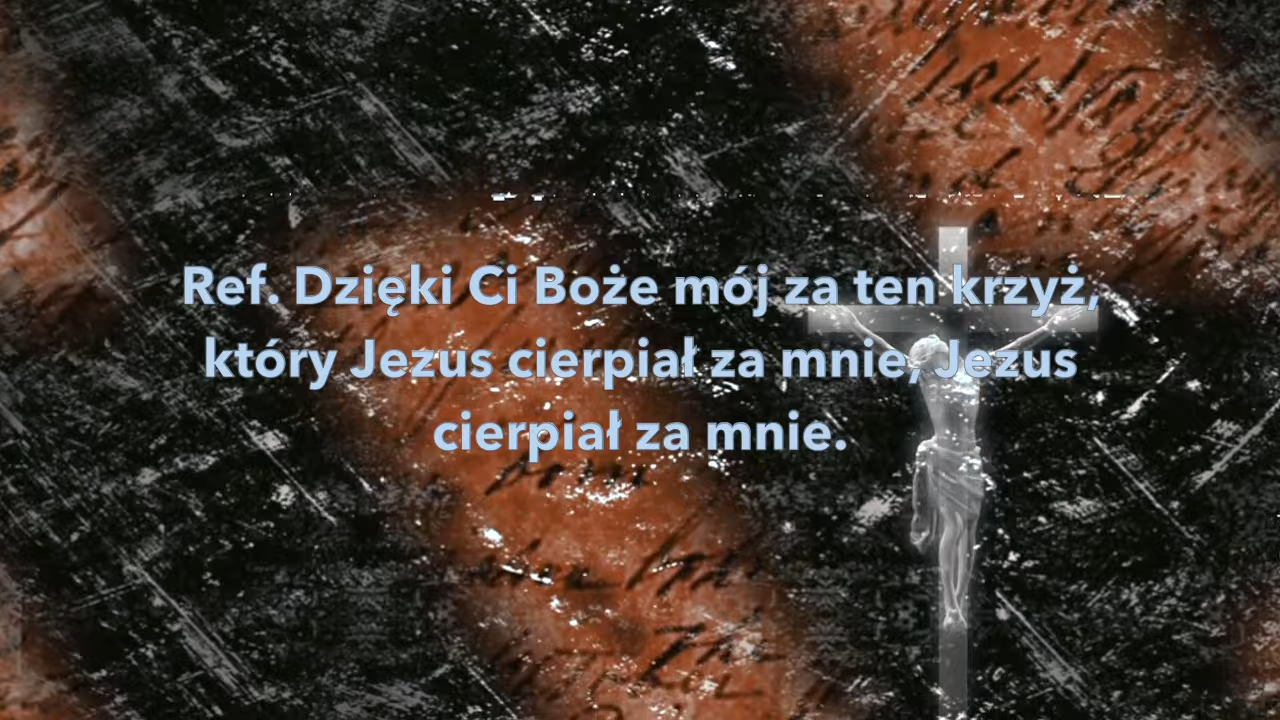 Ref. Dzięki Ci Boże mój za ten krzyż,
który Jezus cierpiał za mnie, Jezus
cierpiał za mnie.